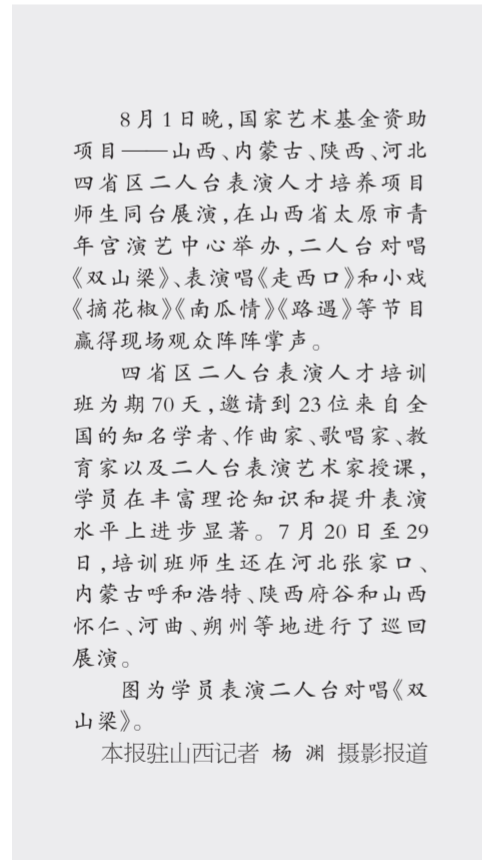 8月1日晚,国家艺术基金资助
项目——山西、内蒙古、陕西、河北
四省区二人台表演人才培养项目
师生同台展演,在山西省太原市青
年宫演艺中心举办,二人台对唱
《双山梁》、表演唱《走西口》和小戏
《摘花椒》《南瓜情》《路遇》等节目
赢得现场观众阵阵掌声。
四省区二人台表演人才培训
班为期70天,邀请到23位来自全
国的知名学者、作曲家、歌唱家、教
育家以及二人台表演艺术家授课,
学员在丰富理论知识和提升表演
水平上进步显著。7月20日至29
日,培训班师生还在河北张家口、
内蒙古呼和浩特、陕西府谷和山西
怀仁、河曲、朔州等地进行了巡回
展演。
图为学员表演二人台对唱《双
山梁》。
本报驻山西记者 杨 渊 摄影报道